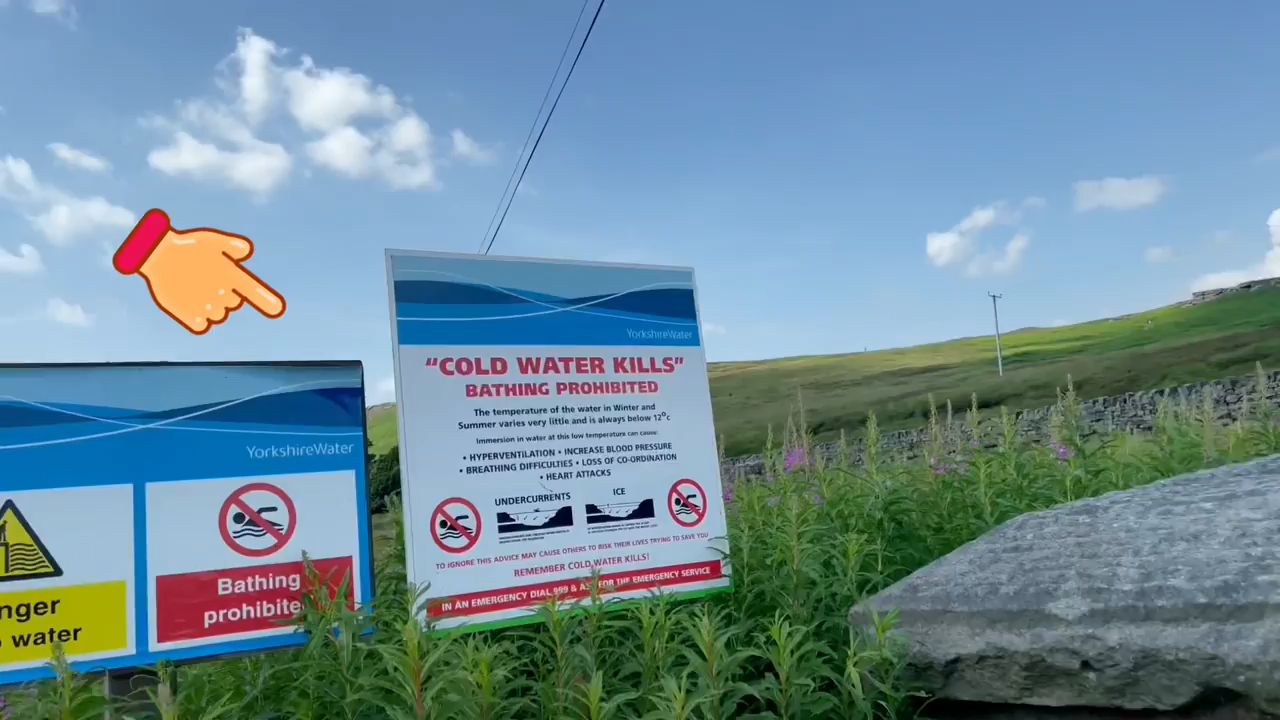 YorkshireWater
nger
water
Bathing
prohibite
YorkshireWater
"COLD WATER KILLS"
BATHING PROHIBITED
The temperature of the water in Winter and
Summer varies very little and is always below 12°c
Immersion in water at this low temperature can cause:
• HYPERVENTILATION • INCREASE BLOOD PRESSURE
• BREATHING DIFFICULTIES • LOSS OF CO-ORDINATION
• HEART ATTACKS
UNDERCURRENTS
ICE
TO IGNORE THIS ADVICE MAY CAUSE OTHERS TO RISK THEIR LIVES TRYING TO SAVE YOU
REMEMBER COLD WATER KILLS!
IN AN EMERGENCY DIAL 999 & ASK FOR THE EMERGENCY SERVICE